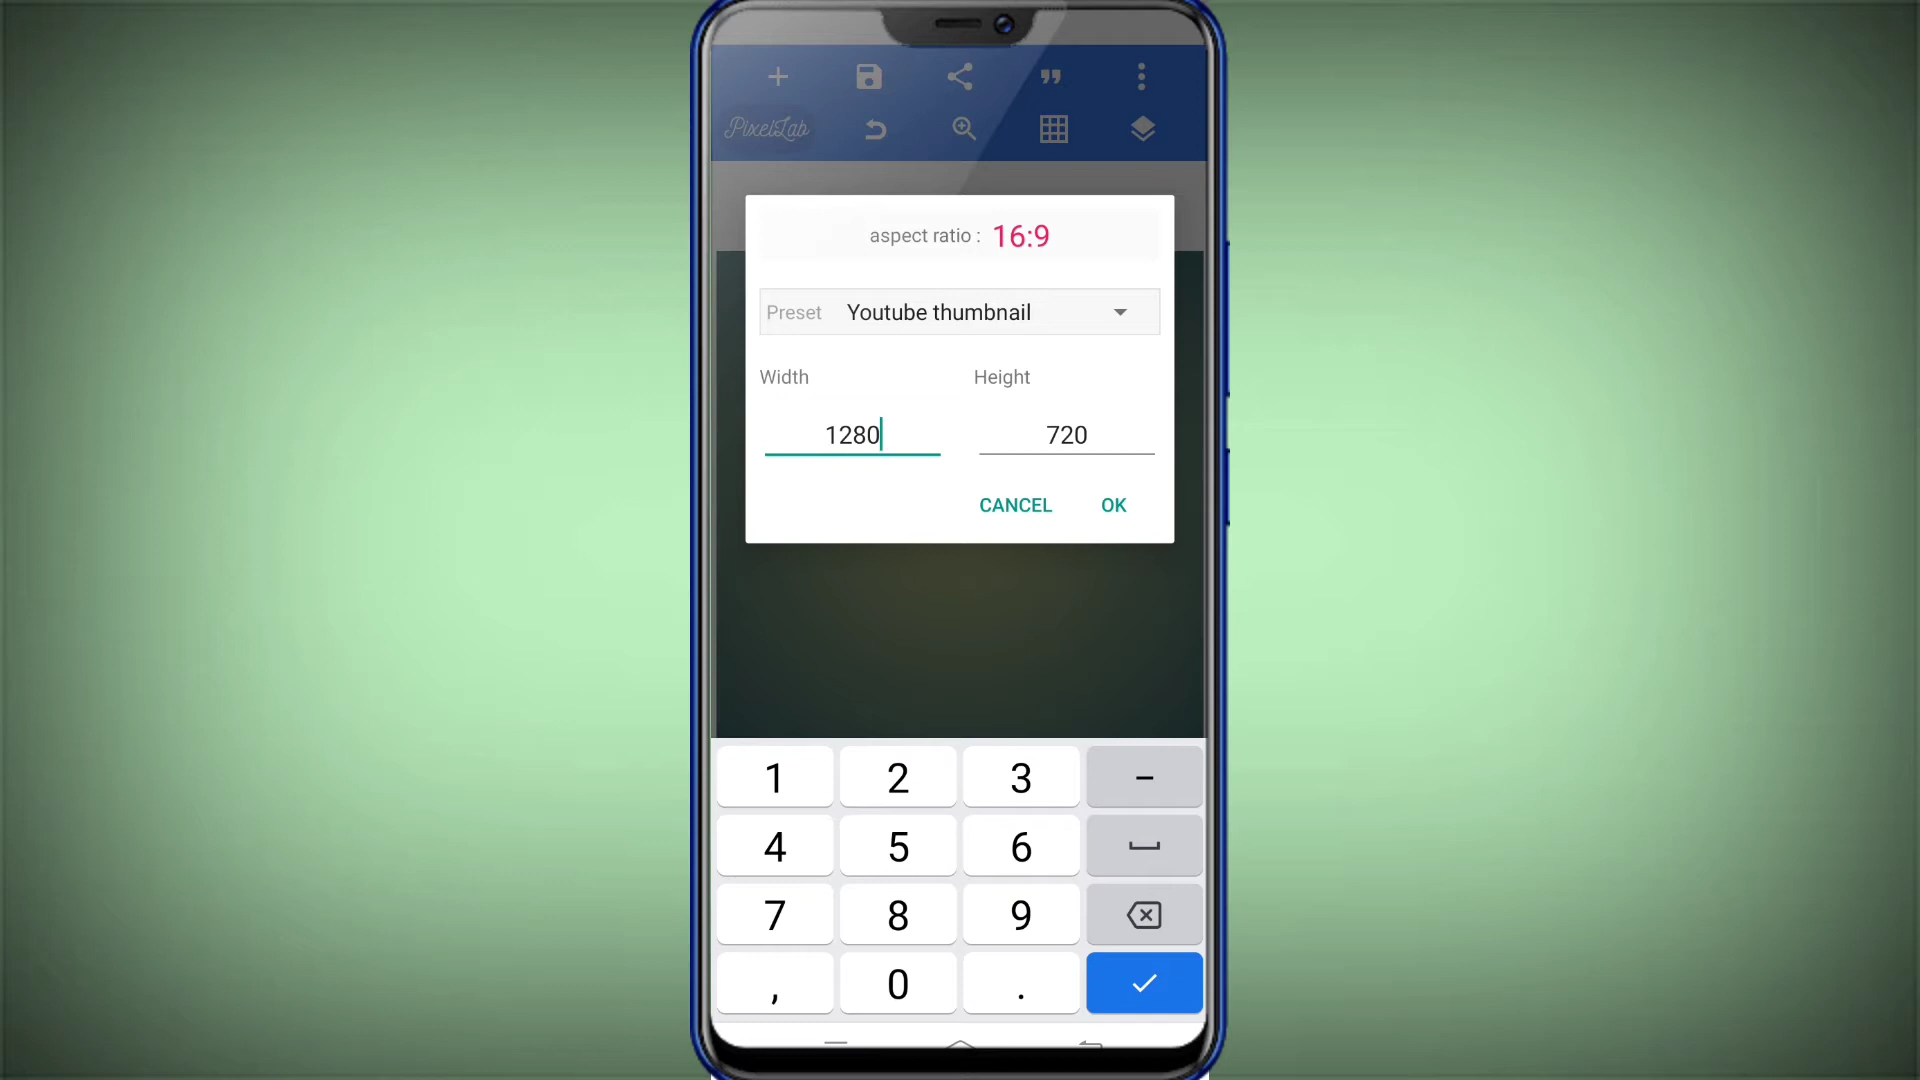 PixelLab
aspect ratio : 16:9
Preset Youtube thumbnail
Width Height
1280 720
CANCEL OK
1 2 3 -
4 5 6
7 8 9
, 0 .